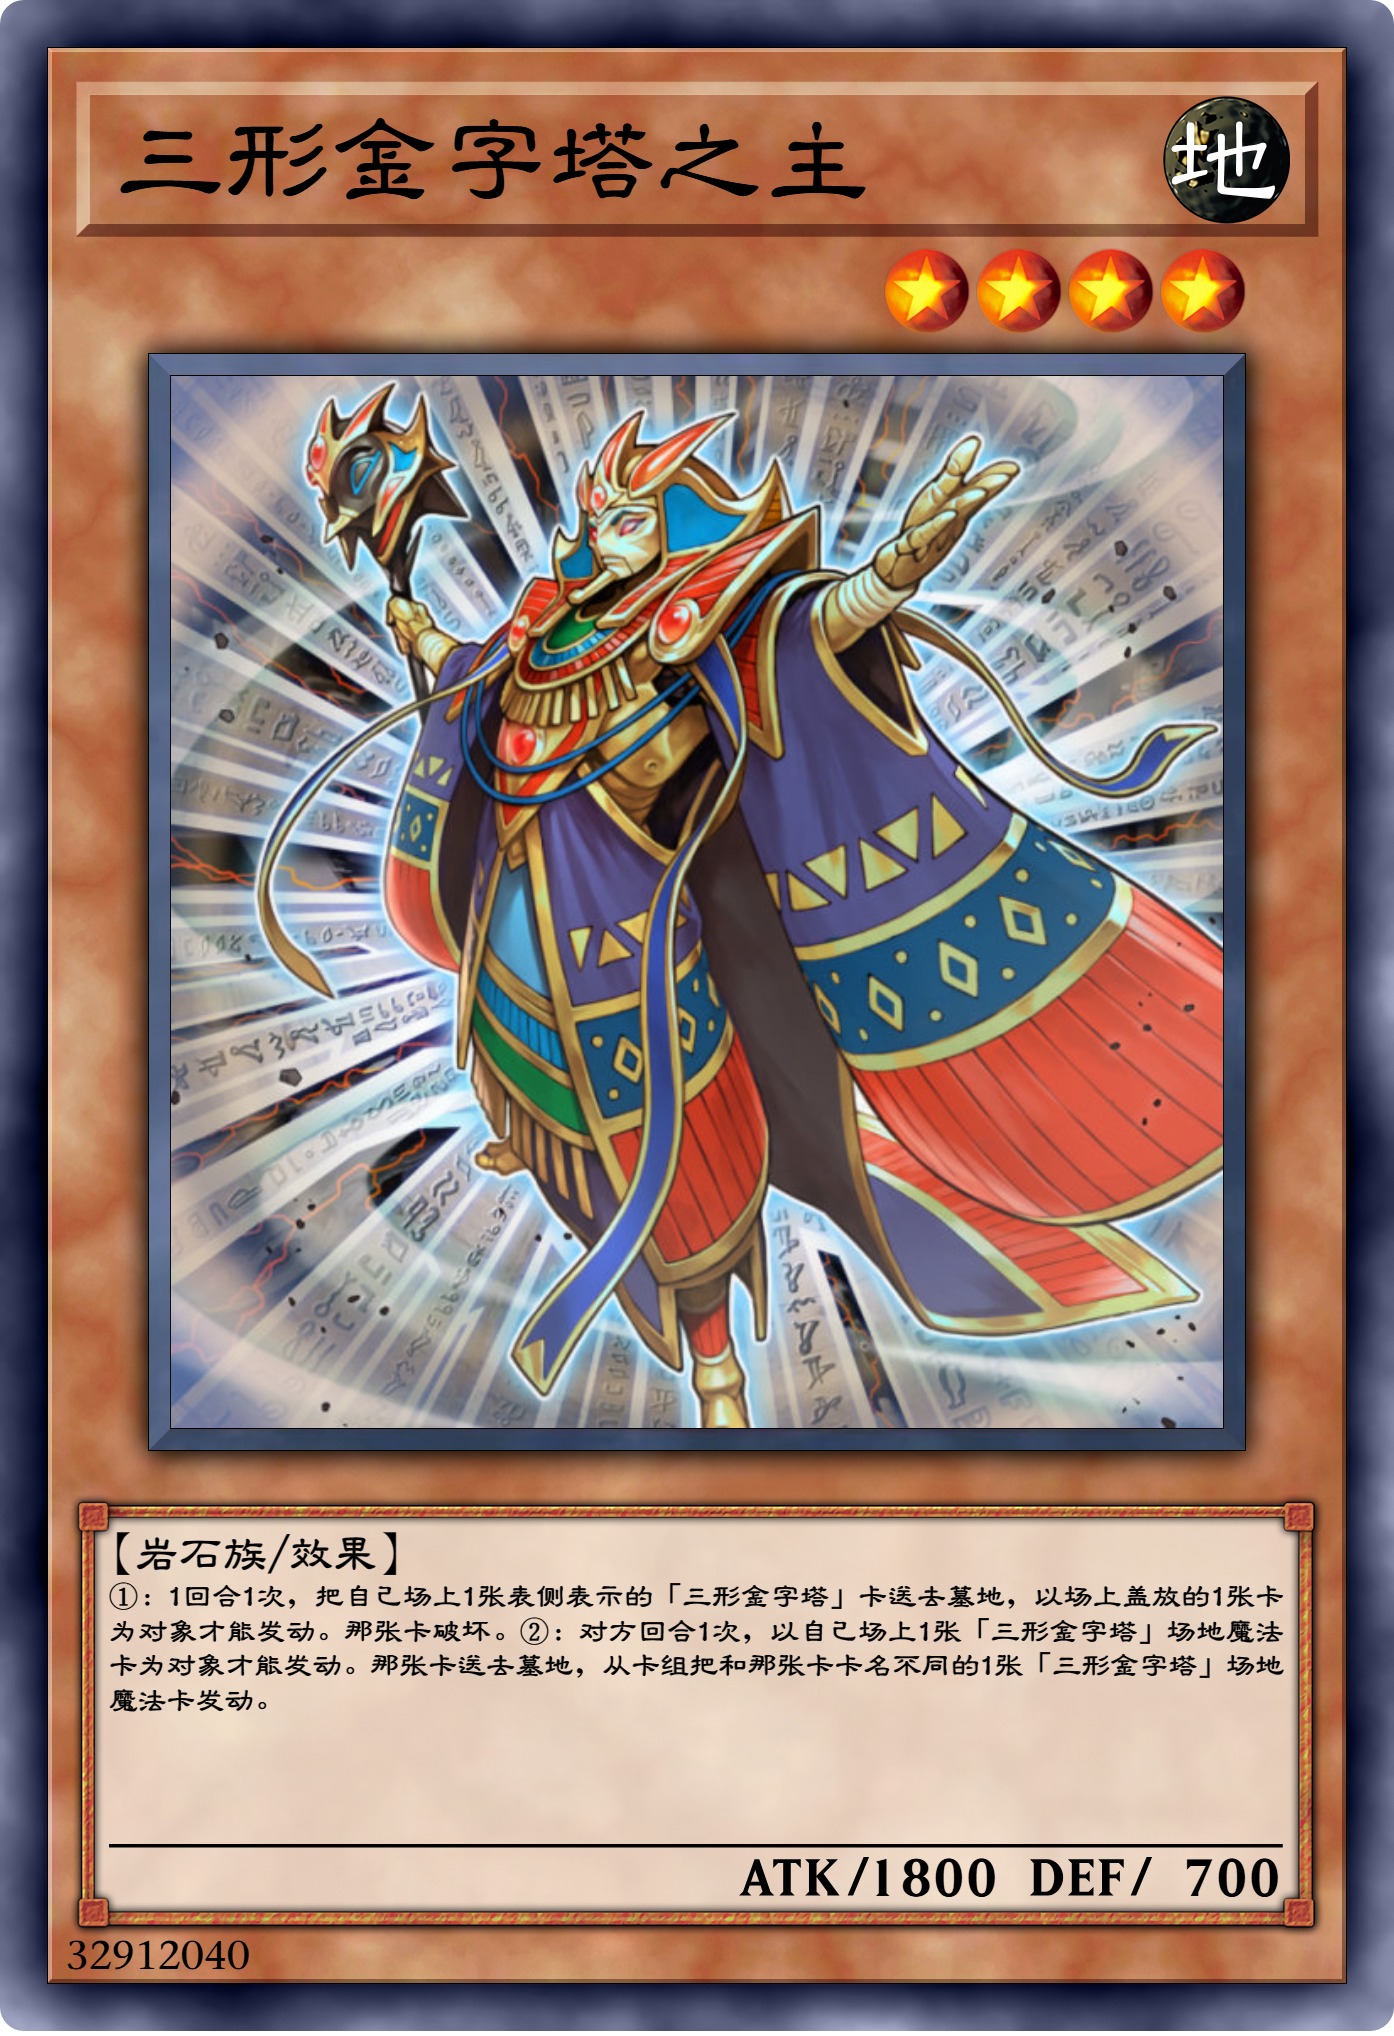 三形金字塔之主
地
【岩石族/效果】
①：1回合1次，把自己场上1张表侧表示的「三形金字塔」卡送去墓地，以场上盖放的1张卡
为对象才能发动。那张卡破坏。②：对方回合1次，以自己场上1张「三形金字塔」场地魔法
卡为对象才能发动。那张卡送去墓地，从卡组把和那张卡卡名不同的1张「三形金字塔」场地
魔法卡发动。
ATK/1800 DEF/ 700
32912040